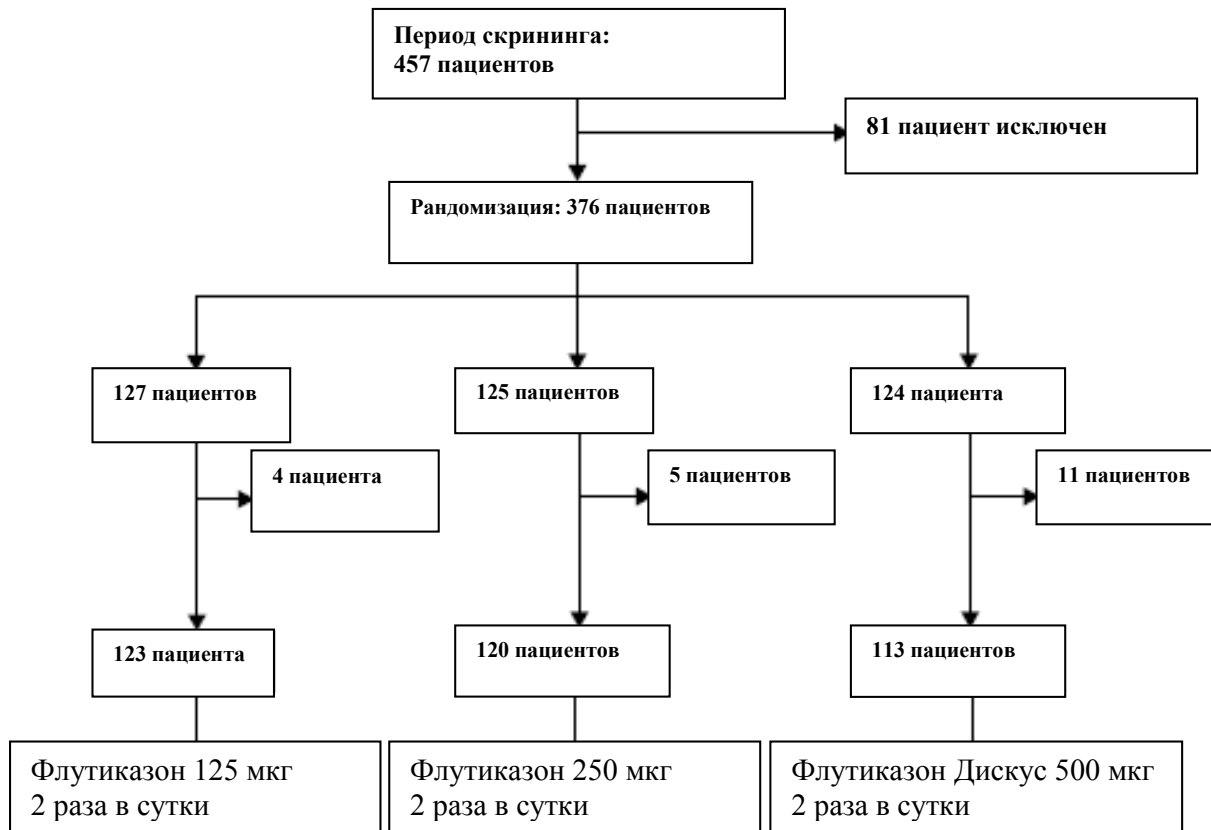 Период скрининга:
457 пациентов
81 пациент исключен
Рандомизация: 376 пациентов
127 пациентов
125 пациентов
124 пациента
4 пациента
5 пациентов
11 пациентов
123 пациента
120 пациентов
113 пациентов
Флутиказон 125 мкг
2 раза в сутки
Флутиказон 250 мкг
2 раза в сутки
Флутиказон Дискус 500 мкг
2 раза в сутки